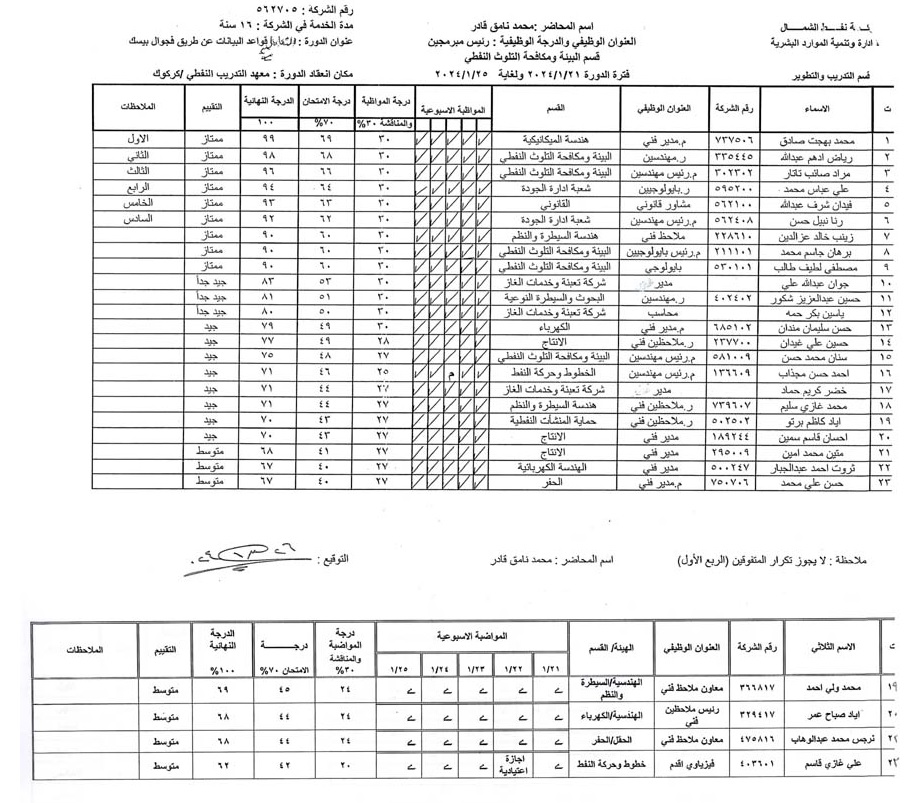 اسم المحاضر :محمد نامق قادر
رقم الشركة : ٥٦٢٧٠٥
ـة نفـــط الشمـــال
العنوان الوظيفي والدرجة الوظيفية : رئيس مبرمجين
مدة الخدمة في الشركة : ١٦ سنة
ادارة وتنمية الموارد البشرية
قسم البيئة ومكافحة التلوث النفطي
عنوان الدورة : قواعد البيانات عن طريق فجوال بيسك
قسم التدريب والتطوير
فترة الدورة ٢٠٢٤/١/٢١ ولغاية ٢٠٢٤/١/٢٥
مكان انعقاد الدورة : معهد التدريب النفطي /كركوك
ت الاسماء رقم الشركة العنوان الوظيفي القسم المواظبة الاسبوعية درجة المواظبة والمناقشة ٣٠% درجة الامتحان ٧٠% الدرجة النهائية ١٠٠ التقييم الملاحظات
١ محمد بهجت صادق ٧٣٧٥٠٦ م.مدير فني هندسة الميكانيكية ٣٠ ٦٩ ٩٩ ممتاز الاول
٢ رياض ادهم عبدالله ٣٣٥٤٤٥ ر.مهندسين البيئة ومكافحة التلوث النفطي ٣٠ ٦٨ ٩٨ ممتاز الثاني
٣ مراد صائب تاتار ٣٠٢٣٠٢ م.رئيس مهندسين البيئة ومكافحة التلوث النفطي ٣٠ ٦٦ ٩٦ ممتاز الثالث
٤ علي عباس محمد ٥٩٥٢٠٠ ر.بايولوجيين شعبة ادارة الجودة ٣٠ ٦٤ ٩٤ ممتاز الرابع
٥ فيدان شرف عبدالله ٥٦٢١٠٠ مشاور قانوني القانوني ٣٠ ٦٣ ٩٣ ممتاز الخامس
٦ رنا نبيل حسن ٥٦٢٤٠٨ م.رئيس مهندسين شعبة ادارة الجودة ٣٠ ٦٢ ٩٢ ممتاز السادس
٧ زينب خالد عزالدين ٢٢٨٦١٠ ملاحظ فني هندسة السيطرة والنظم ٣٠ ٦٠ ٩٠ ممتاز
٨ برهان جاسم محمد ٢١١١٠١ م.رئيس بايولوجيين البيئة ومكافحة التلوث النفطي ٣٠ ٦٠ ٩٠ ممتاز
٩ مصطفى لطيف طالب ٥٣٠١٠١ بايولوجي البيئة ومكافحة التلوث النفطي ٣٠ ٦٠ ٩٠ ممتاز
١٠ جوان عبدالله علي مدير شركة تعبئة وخدمات الغاز ٣٠ ٥٣ ٨٣ جيد جداً
١١ حسين عبدالعزيز شكور ٤٠٢٤٠٢ ر.مهندسين البحوث والسيطرة النوعية ٣٠ ٥١ ٨١ جيد جداً
١٢ ياسين بكر حمه محاسب شركة تعبئة وخدمات الغاز ٣٠ ٥٠ ٨٠ جيد جداً
١٣ حسن سليمان مندان ٦٨٥١٠٢ م.مدير فني الكهرباء ٣٠ ٤٩ ٧٩ جيد
١٤ حسين علي غيدان ٢٣٧٧٠٠ ر.ملاحظين فني الانتاج ٢٨ ٤٩ ٧٧ جيد
١٥ سنان محمد حسن ٥٨١٠٠٩ م.رئيس مهندسين البيئة ومكافحة التلوث النفطي ٢٧ ٤٨ ٧٥ جيد
١٦ احمد حسن مجذاب ١٣٦٦٠٩ م.رئيس مهندسين الخطوط وحركة النفط م ٢٥ ٤٦ ٧١ جيد
١٧ خضر كريم حماد مدير شركة تعبئة وخدمات الغاز ٢٧ ٤٤ ٧١ جيد
١٨ محمد غازي سليم ٧٣٩٦٠٧ ر.ملاحظين فني هندسة السيطرة والنظم ٢٧ ٤٤ ٧١ جيد
١٩ اياد كاظم برتو ٥٠٢٥٠٢ ر.ملاحظين فني حماية المنشأت النفطية ٢٧ ٤٣ ٧٠ جيد
٢٠ احسان قاسم سمين ١٨٩٢٤٤ مدير فني الانتاج ٢٧ ٤٣ ٧٠ جيد
٢١ متين محمد امين ٢٩٥٠٠٩ مدير فني الانتاج ٢٧ ٤١ ٦٨ متوسط
٢٢ ثروت احمد عبدالجبار ٥٠٠٢٤٧ مدير فني الهندسة الكهربائية ٢٧ ٤٠ ٦٧ متوسط
٢٣ حسن علي محمد ٧٥٠٧٠٦ م.مدير فني الحفر ٢٧ ٤٠ ٦٧ متوسط
ملاحظة : لا يجوز تكرار المتفوقين (الربع الأول) اسم المحاضر : محمد نامق قادر التوقيع :
ت الاسم الثلاثي رقم الشركة العنوان الوظيفي الهيئة/ القسم المواضبة الاسبوعية درجة المواضبة والمناقشة ٣٠% درجـــــة الامتحان ٧٠% الدرجة النهائية ١٠٠% التقييم الملاحظات
١/٢١ ١/٢٢ ١/٢٣ ١/٢٤ ١/٢٥
١٩ محمد ولي احمد ٣٦٦٨١٧ معاون ملاحظ فني الهندسية/السيطرة والنظم ٢٤ ٤٥ ٦٩ متوسط
اياد صباح عمر ٣٢٩٤١٧ رئيس ملاحظين فني الهندسية/الكهرباء ٢٤ ٤٤ ٦٨ متوسط
نرجس محمد عبدالوهاب ٤٧٥٨١٦ معاون ملاحظ فني الحقل/الحفر ٢٤ ٤٤ ٦٨ متوسط
علي غازي قاسم ٤٠٣٦٠١ فيزياوي اقدم خطوط وحركة النفط اجازة اعتيادية ٢٠ ٤٢ ٦٢ متوسط